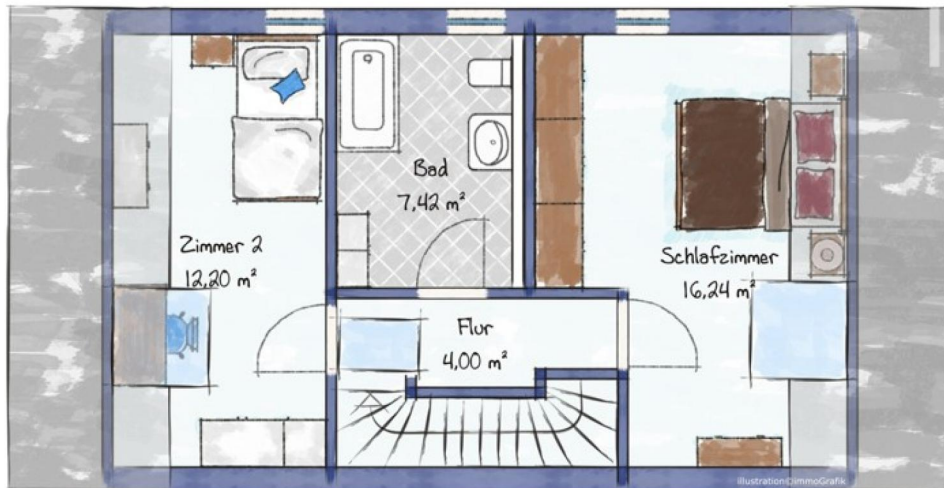 Bad
7,42 m²
Zimmer 2
12,20 m²
Schlafzimmer
16,24 m²
Flur
4,00 m²
illustration©immoGrafik